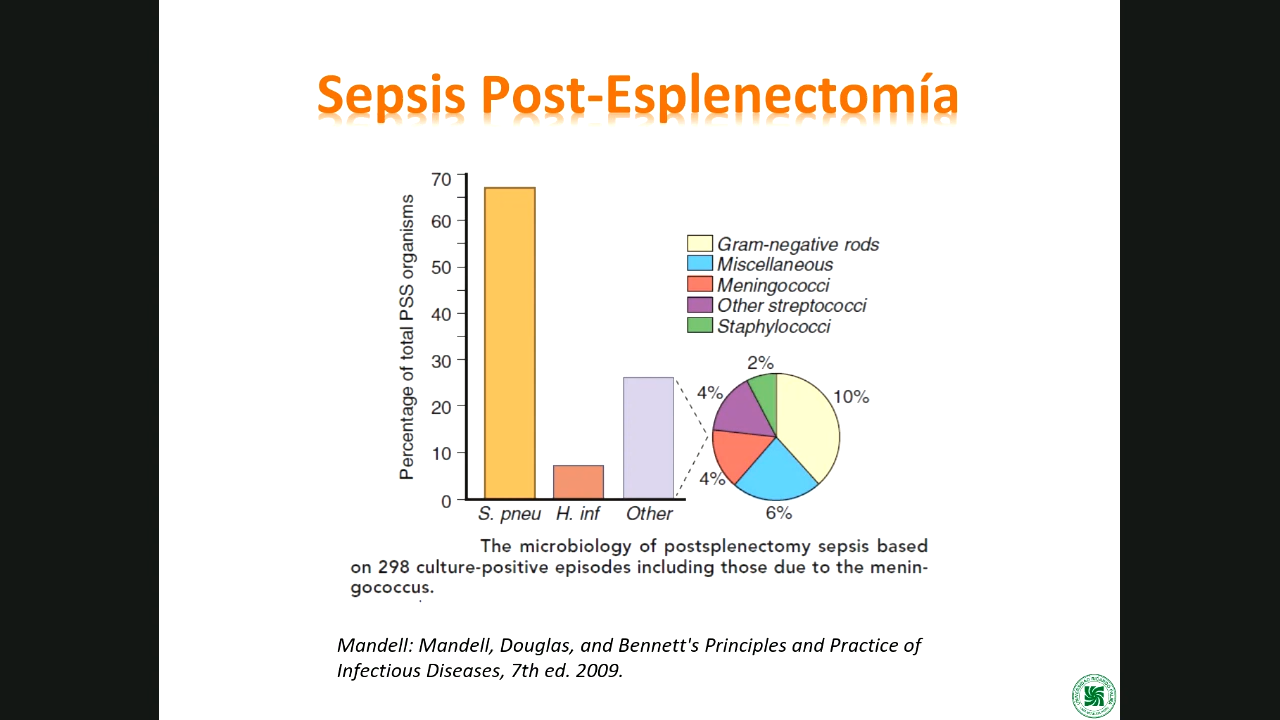 Sepsis Post-Esplenectomía
Percentage of total PSS organisms
70
60
50
40
30
20
10
0
S. pneu
H. inf
Other
Gram-negative rods
Miscellaneous
Meningococci
Other streptococci
Staphylococci
2%
4%
10%
4%
6%
The microbiology of postsplenectomy sepsis based
on 298 culture-positive episodes including those due to the menin-
gococcus.
Mandell: Mandell, Douglas, and Bennett's Principles and Practice of
Infectious Diseases, 7th ed. 2009.